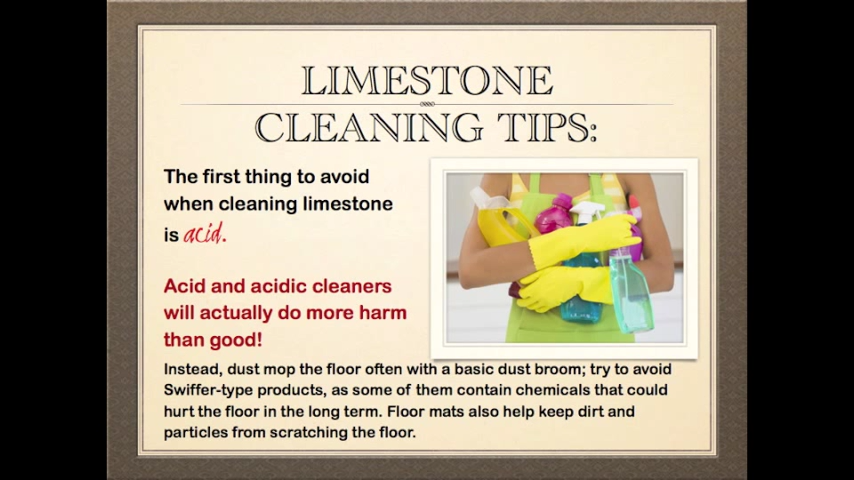 LIMESTONE
CLEANING TIPS:
The first thing to avoid
when cleaning limestone
is acid.
Acid and acidic cleaners
will actually do more harm
than good!
Instead, dust mop the floor often with a basic dust broom; try to avoid
Swiffer-type products, as some of them contain chemicals that could
hurt the floor in the long term. Floor mats also help keep dirt and
particles from scratching the floor.